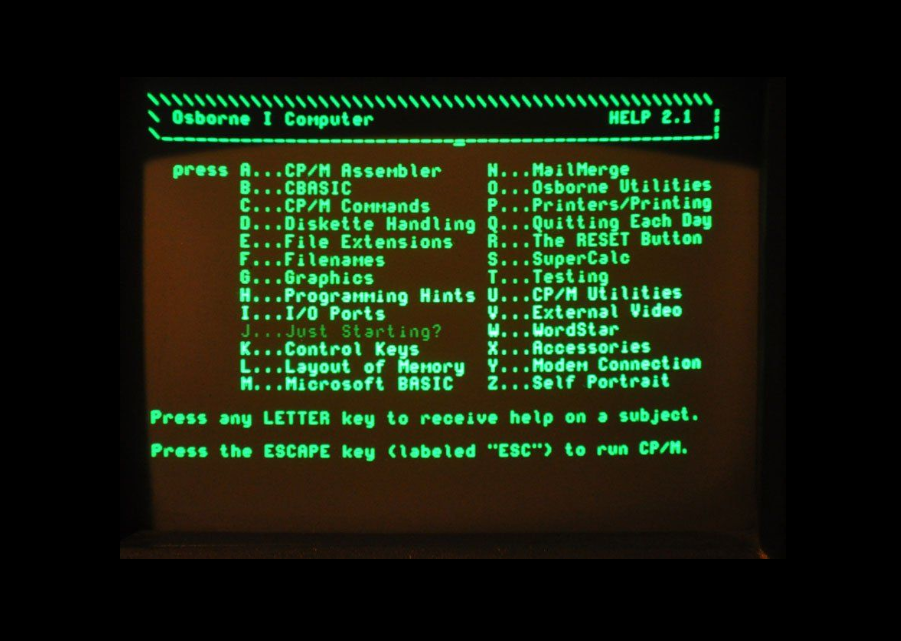 Osborne I Computer HELP 2.1
press A...CP/M Assembler N...MailMerge
B...CBASIC O...Osborne Utilities
C...CP/M Commands P...Printers/Printing
D...Diskette Handling Q...Quitting Each Day
E...File Extensions R...The RESET Button
F...Filenames S...SuperCalc
G...Graphics T...Testing
H...Programming Hints U...CP/M Utilities
I...I/O Ports V...External Video
J...Just Starting? W...WordStar
K...Control Keys X...Accessories
L...Layout of Memory Y...Modem Connection
M...Microsoft BASIC Z...Self Portrait
Press any LETTER key to receive help on a subject.
Press the ESCAPE key (labeled "ESC") to run CP/M.